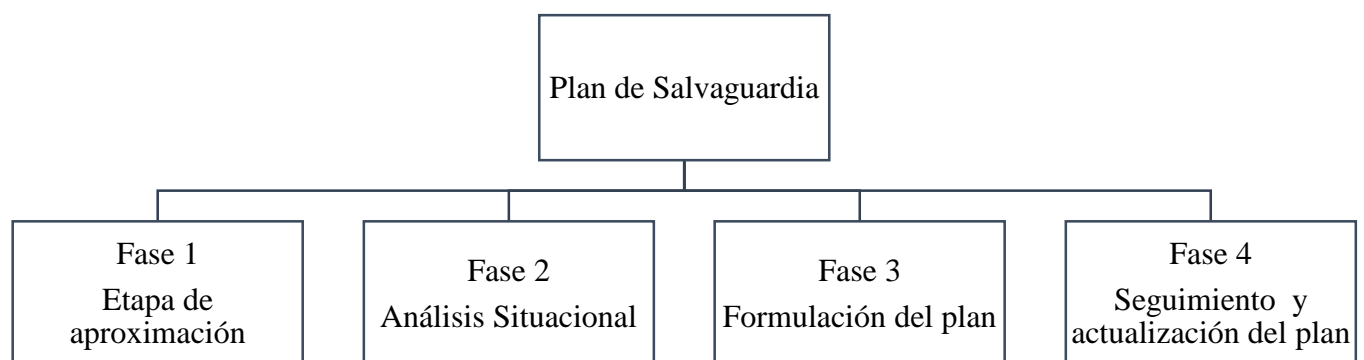 Plan de Salvaguardia
Fase 1
Etapa de
aproximación
Fase 2
Análisis Situacional
Fase 3
Formulación del plan
Fase 4
Seguimiento  y
actualización del plan